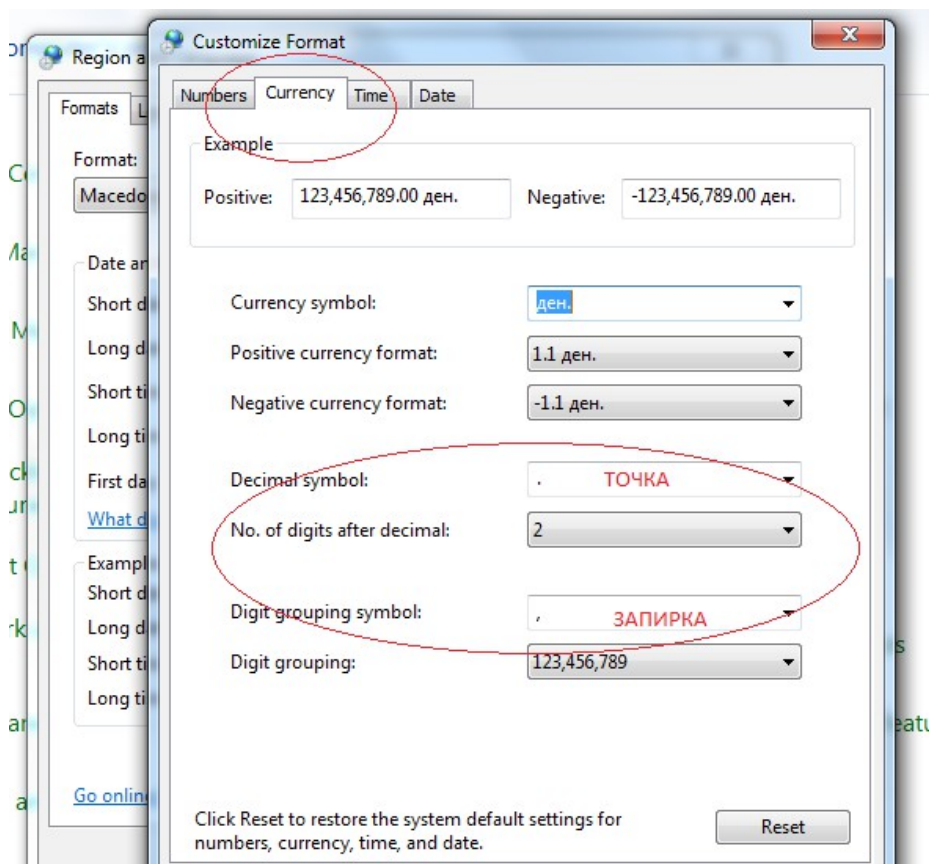 Customize Format
Region a
Numbers Currency Time Date
Formats L
Example
Format:
Macedo
Positive: 123,456,789.00 ден. Negative: -123,456,789.00 ден.
Date an
Short d
Currency symbol: ден.
Long d
Positive currency format: 1.1 ден.
Short ti
Negative currency format: -1.1 ден.
Long ti
First da
Decimal symbol: . ТОЧКА
What d
No. of digits after decimal: 2
Exampl
Short d
Digit grouping symbol: , ЗАПИРКА
Long d
Short ti
Digit grouping: 123,456,789
Long ti
eatu
Go onlin
Click Reset to restore the system default settings for
numbers, currency, time, and date.
Reset